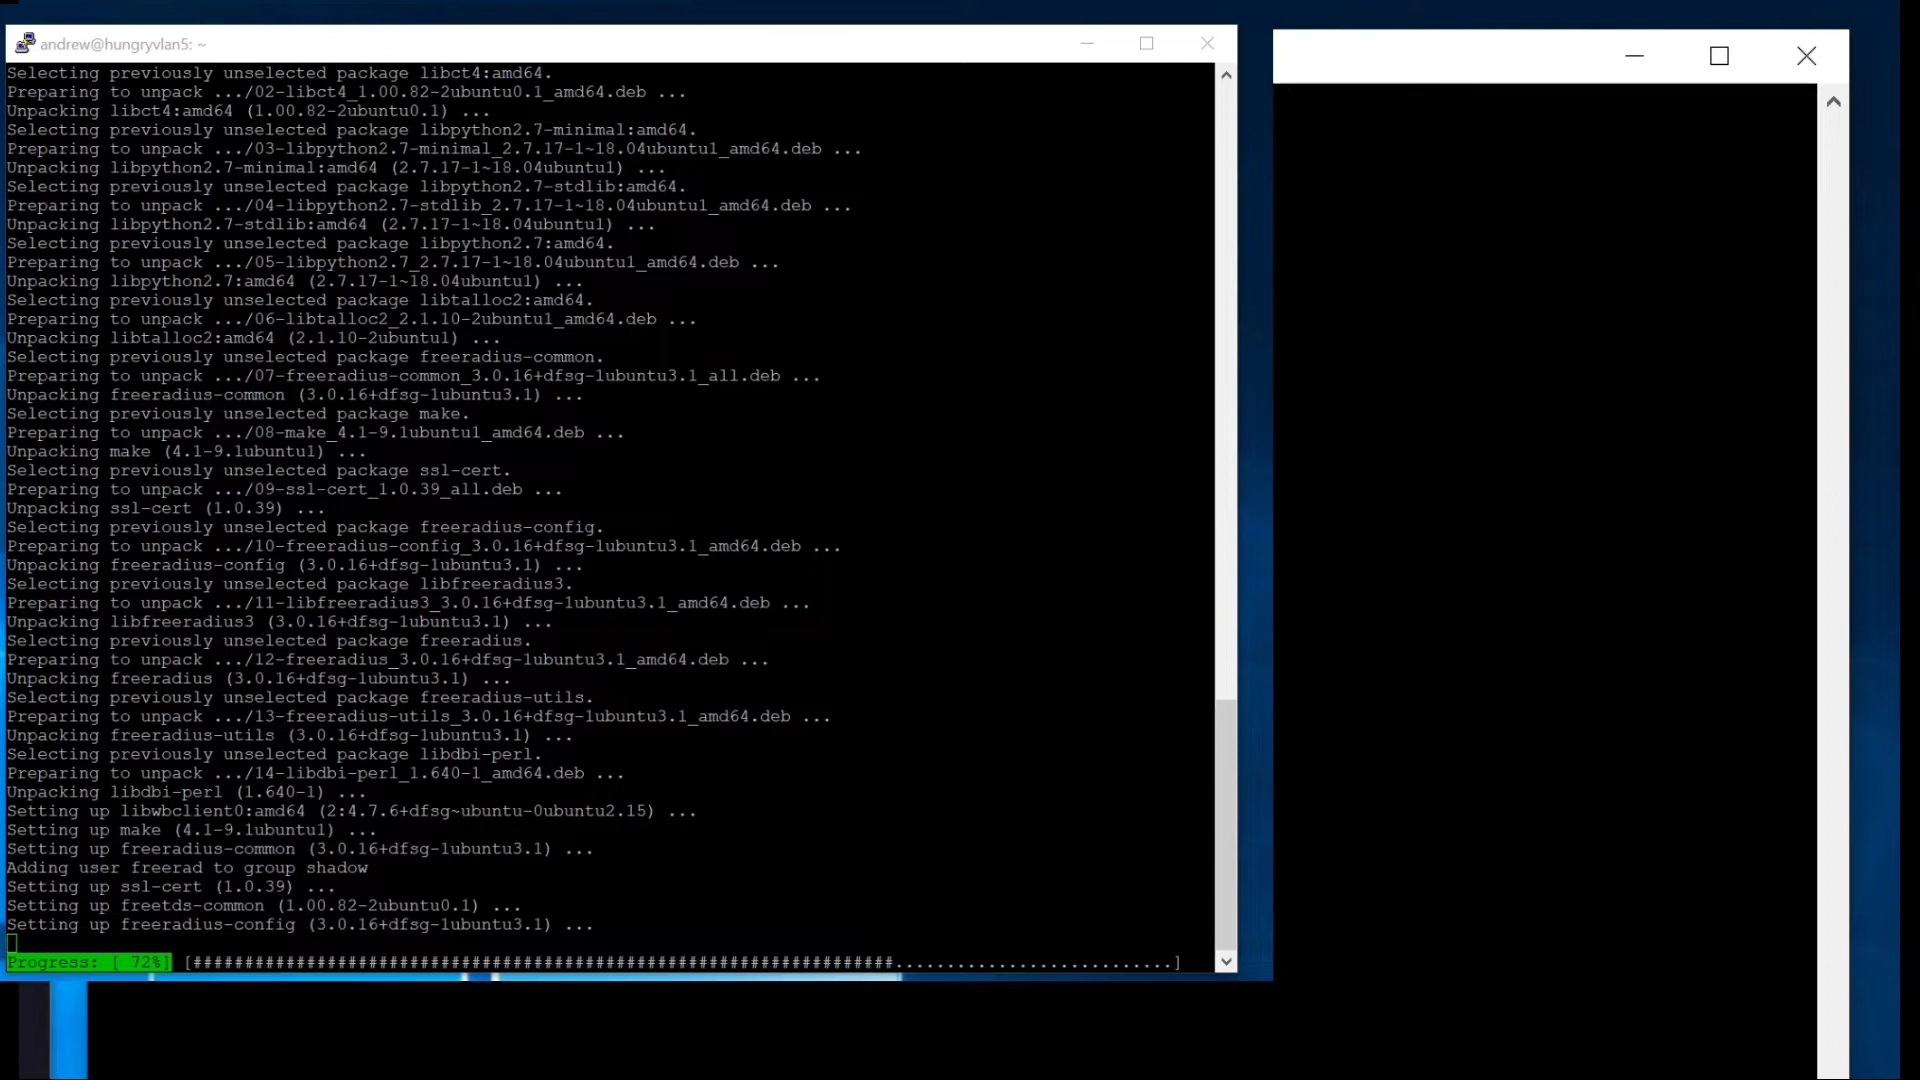 andrew@hungryvlan5: ~
Selecting previously unselected package libct4:amd64.
Preparing to unpack .../02-libct4_1.00.82-2ubuntu0.1_amd64.deb ...
Unpacking libct4:amd64 (1.00.82-2ubuntu0.1) ...
Selecting previously unselected package libpython2.7-minimal:amd64.
Preparing to unpack .../03-libpython2.7-minimal_2.7.17-1~18.04ubuntu1_amd64.deb ...
Unpacking libpython2.7-minimal:amd64 (2.7.17-1~18.04ubuntu1) ...
Selecting previously unselected package libpython2.7-stdlib:amd64.
Preparing to unpack .../04-libpython2.7-stdlib_2.7.17-1~18.04ubuntu1_amd64.deb ...
Unpacking libpython2.7-stdlib:amd64 (2.7.17-1~18.04ubuntu1) ...
Selecting previously unselected package libpython2.7:amd64.
Preparing to unpack .../05-libpython2.7_2.7.17-1~18.04ubuntu1_amd64.deb ...
Unpacking libpython2.7:amd64 (2.7.17-1~18.04ubuntu1) ...
Selecting previously unselected package libtalloc2:amd64.
Preparing to unpack .../06-libtalloc2_2.1.10-2ubuntu1_amd64.deb ...
Unpacking libtalloc2:amd64 (2.1.10-2ubuntu1) ...
Selecting previously unselected package freeradius-common.
Preparing to unpack .../07-freeradius-common_3.0.16+dfsg-1ubuntu3.1_all.deb ...
Unpacking freeradius-common (3.0.16+dfsg-1ubuntu3.1) ...
Selecting previously unselected package make.
Preparing to unpack .../08-make_4.1-9.1ubuntu1_amd64.deb ...
Unpacking make (4.1-9.1ubuntu1) ...
Selecting previously unselected package ssl-cert.
Preparing to unpack .../09-ssl-cert_1.0.39_all.deb ...
Unpacking ssl-cert (1.0.39) ...
Selecting previously unselected package freeradius-config.
Preparing to unpack .../10-freeradius-config_3.0.16+dfsg-1ubuntu3.1_amd64.deb ...
Unpacking freeradius-config (3.0.16+dfsg-1ubuntu3.1) ...
Selecting previously unselected package libfreeradius3.
Preparing to unpack .../11-libfreeradius3_3.0.16+dfsg-1ubuntu3.1_amd64.deb ...
Unpacking libfreeradius3 (3.0.16+dfsg-1ubuntu3.1) ...
Selecting previously unselected package freeradius.
Preparing to unpack .../12-freeradius_3.0.16+dfsg-1ubuntu3.1_amd64.deb ...
Unpacking freeradius (3.0.16+dfsg-1ubuntu3.1) ...
Selecting previously unselected package freeradius-utils.
Preparing to unpack .../13-freeradius-utils_3.0.16+dfsg-1ubuntu3.1_amd64.deb ...
Unpacking freeradius-utils (3.0.16+dfsg-1ubuntu3.1) ...
Selecting previously unselected package libdbi-perl.
Preparing to unpack .../14-libdbi-perl_1.640-1_amd64.deb ...
Unpacking libdbi-perl (1.640-1) ...
Setting up libwbclient0:amd64 (2:4.7.6+dfsg~ubuntu-0ubuntu2.15) ...
Setting up make (4.1-9.1ubuntu1) ...
Setting up freeradius-common (3.0.16+dfsg-1ubuntu3.1) ...
Adding user freerad to group shadow
Setting up ssl-cert (1.0.39) ...
Setting up freetds-common (1.00.82-2ubuntu0.1) ...
Setting up freeradius-config (3.0.16+dfsg-1ubuntu3.1) ...
Progress: [ 72%] [####################################################################...........................]